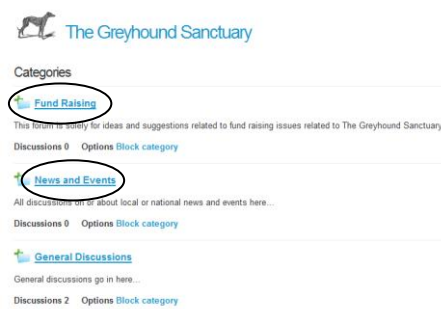 The Greyhound Sanctuary
Categories
Fund Raising
This forum is solely for ideas and suggestions related to fund raising issues related to The Greyhound Sanctuary
Discussions 0 Options Block category
News and Events
All discussions on or about local or national news and events here...
Discussions 0 Options Block category
General Discussions
General discussions go in here...
Discussions 2 Options Block category